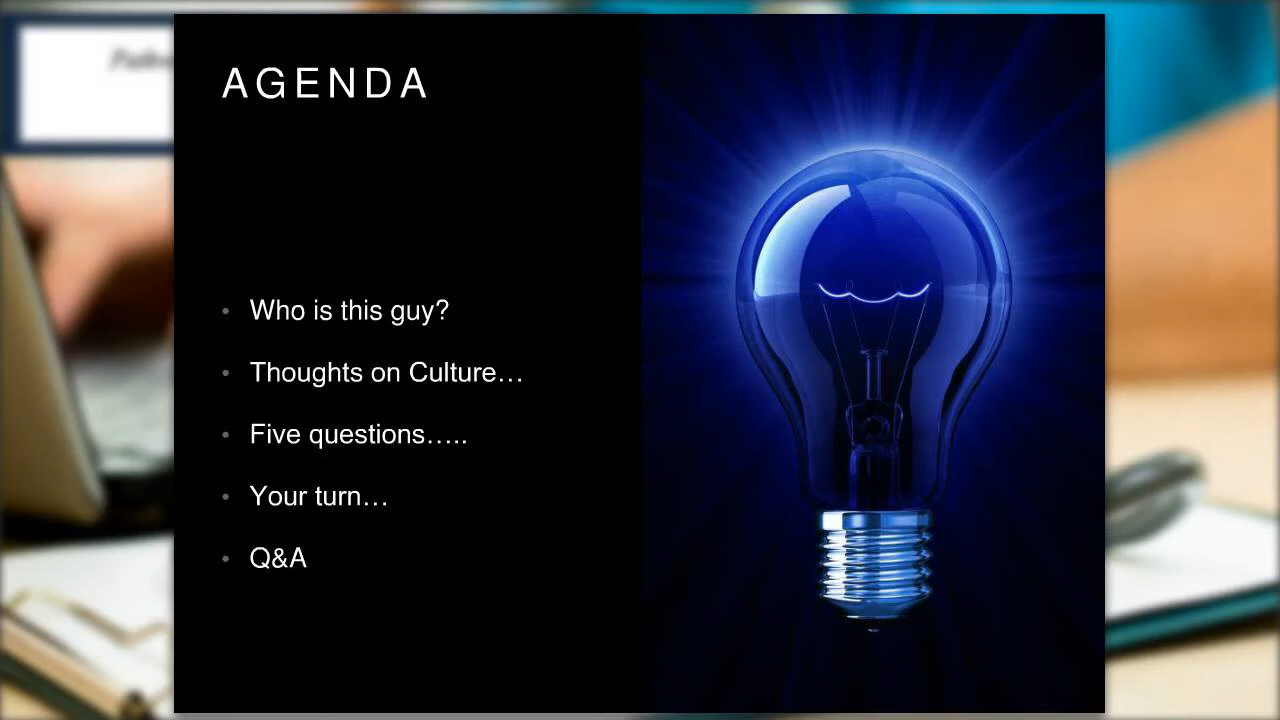 AGENDA
• Who is this guy?
• Thoughts on Culture…
• Five questions…..
• Your turn…
• Q&A